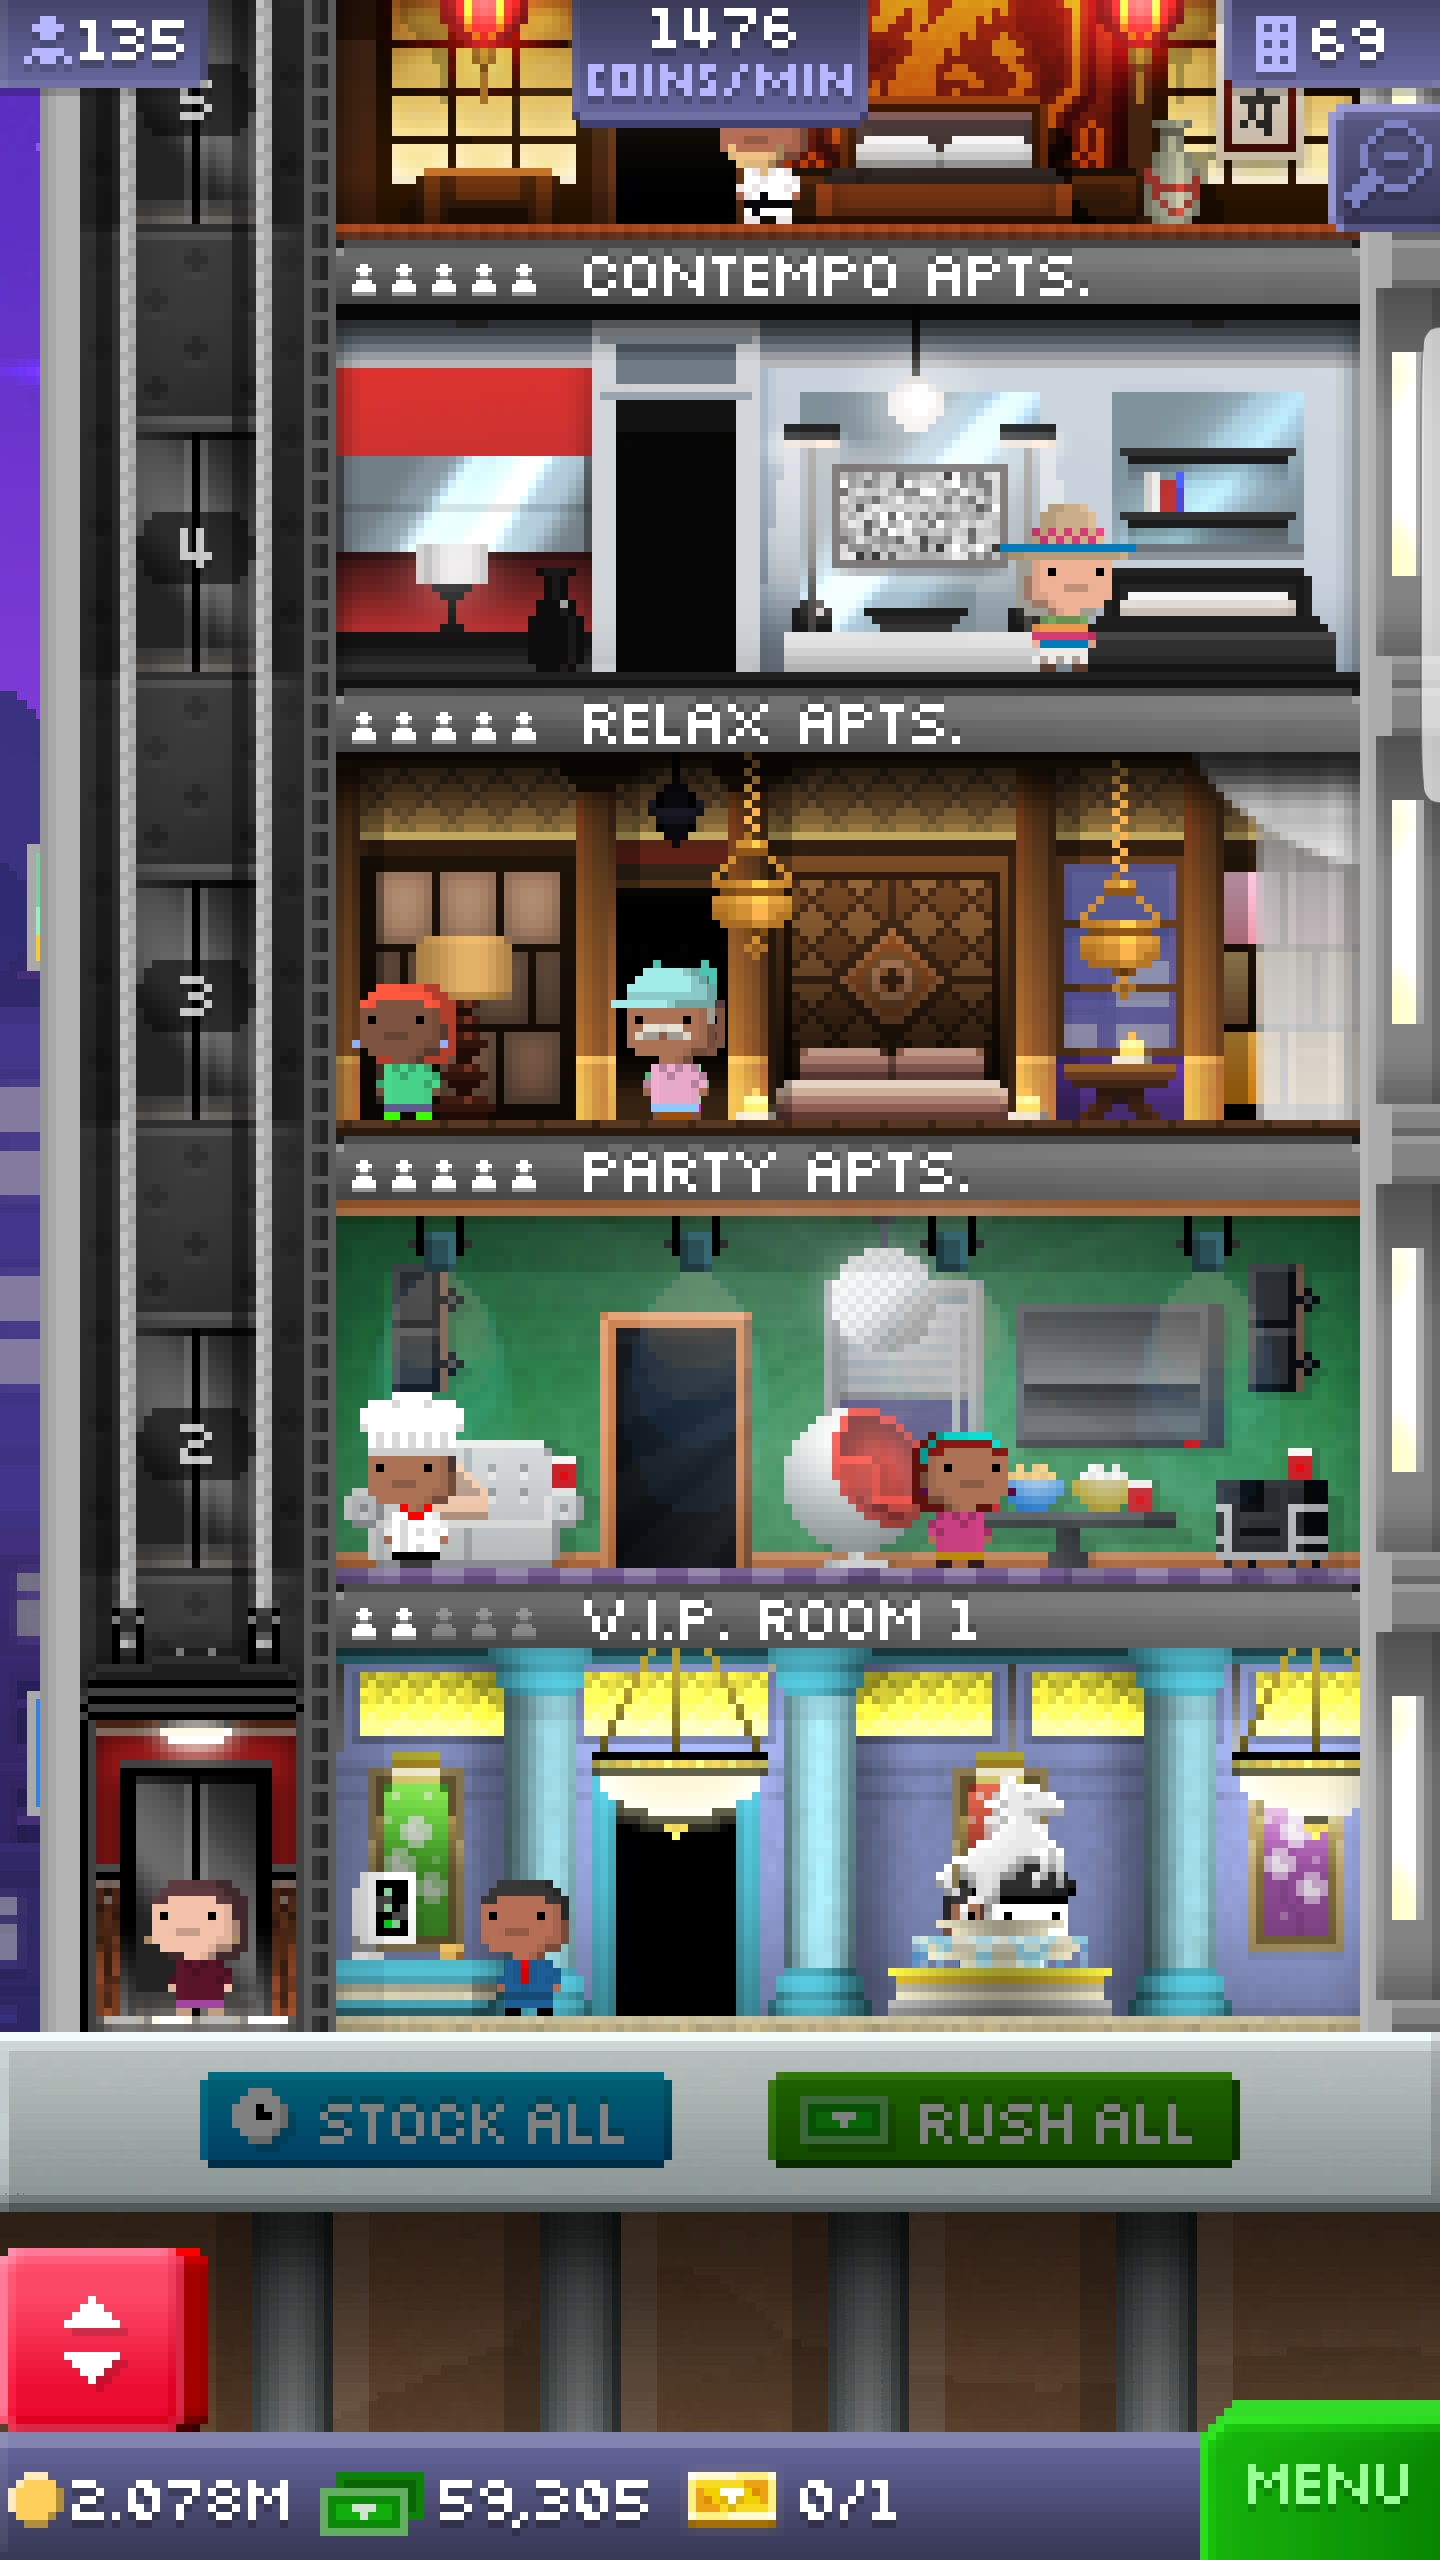 135
1476
COINS/MIN
69
5
CONTEMPO APTS.
4
RELAX APTS.
3
PARTY APTS.
2
V.I.P. ROOM 1
STOCK ALL
RUSH ALL
2.078M
59,305
0/1
MENU